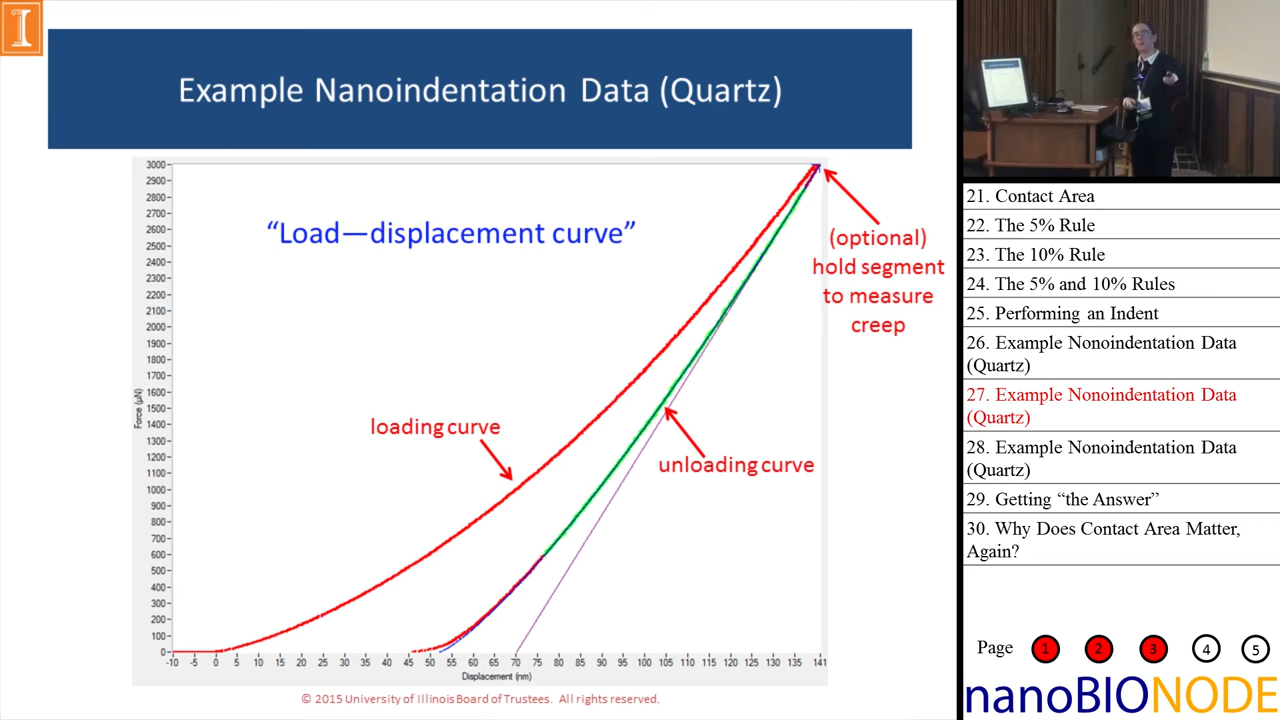 I
Example Nanoindentation Data (Quartz)
3000
2900
2800
2700
2600
2500
2400
2300
2200
2100
2000
1900
1800
1700
1600
1500
1400
1300
1200
1100
1000
900
800
700
600
500
400
300
200
100
0
Force (µN)
"Load—displacement curve"
(optional)
hold segment
to measure
creep
loading curve
unloading curve
-10 -5 0 5 10 15 20 25 30 35 40 45 50 55 60 65 70 75 80 85 90 95 100 105 110 115 120 125 130 135 141
Displacement (nm)
© 2015 University of Illinois Board of Trustees. All rights reserved.
21. Contact Area
22. The 5% Rule
23. The 10% Rule
24. The 5% and 10% Rules
25. Performing an Indent
26. Example Nonoindentation Data
(Quartz)
27. Example Nonoindentation Data
(Quartz)
28. Example Nonoindentation Data
(Quartz)
29. Getting "the Answer"
30. Why Does Contact Area Matter,
Again?
Page 1 2 3 4 5
nanoBIONODE